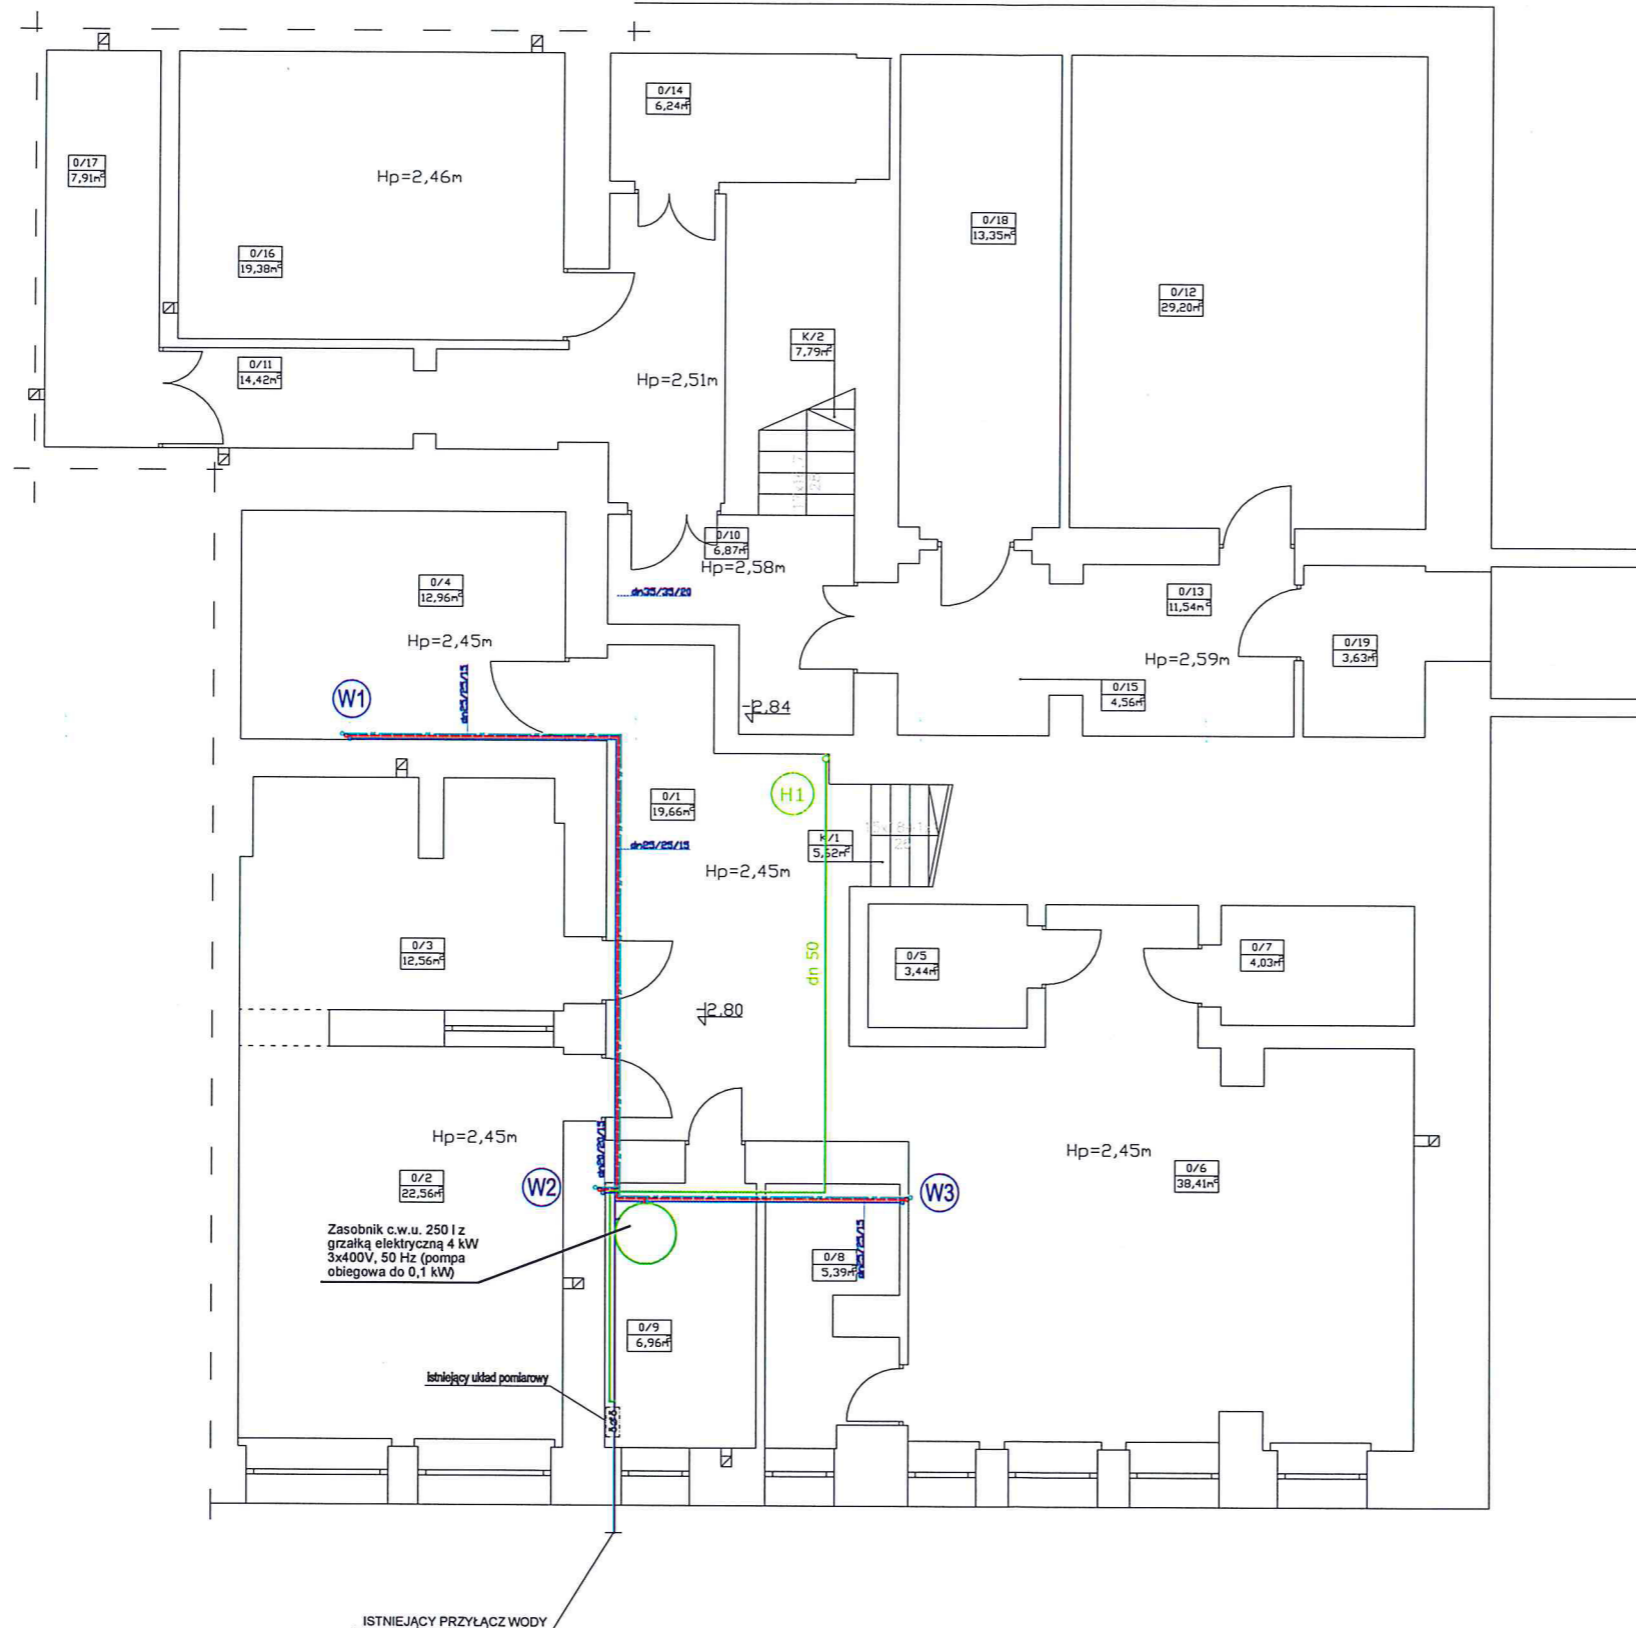 0/14
6,24m²
0/17
7,91m²
Hp=2,46m
0/18
13,35m²
0/16
19,38m²
0/12
29,20m²
K/2
7,79m²
0/11
14,42m²
Hp=2,51m
0/10
6,87m²
Hp=2,58m
0/4
12,96m²
dn35/35/20
0/13
11,54m²
Hp=2,45m
0/19
3,63m²
Hp=2,59m
W1
dn25/25/15
0/15
4,56m²
-2.84
0/1
19,66m²
H1
K/1
5,62m²
dn25/25/15
Hp=2,45m
0/3
12,56m²
dn 50
0/5
3,44m²
0/7
4,03m²
-2.80
Hp=2,45m
dn20/20/15
Hp=2,45m
0/2
22,56m²
W2
W3
0/6
38,41m²
Zasobnik c.w.u. 250 l z
grzałką elektryczną 4 kW
3x400V, 50 Hz (pompa
obiegowa do 0,1 kW)
0/8
5,39m²
dn25/25/15
0/9
6,96m²
istniejący układ pomiarowy
ISTNIEJĄCY PRZYŁĄCZ WODY